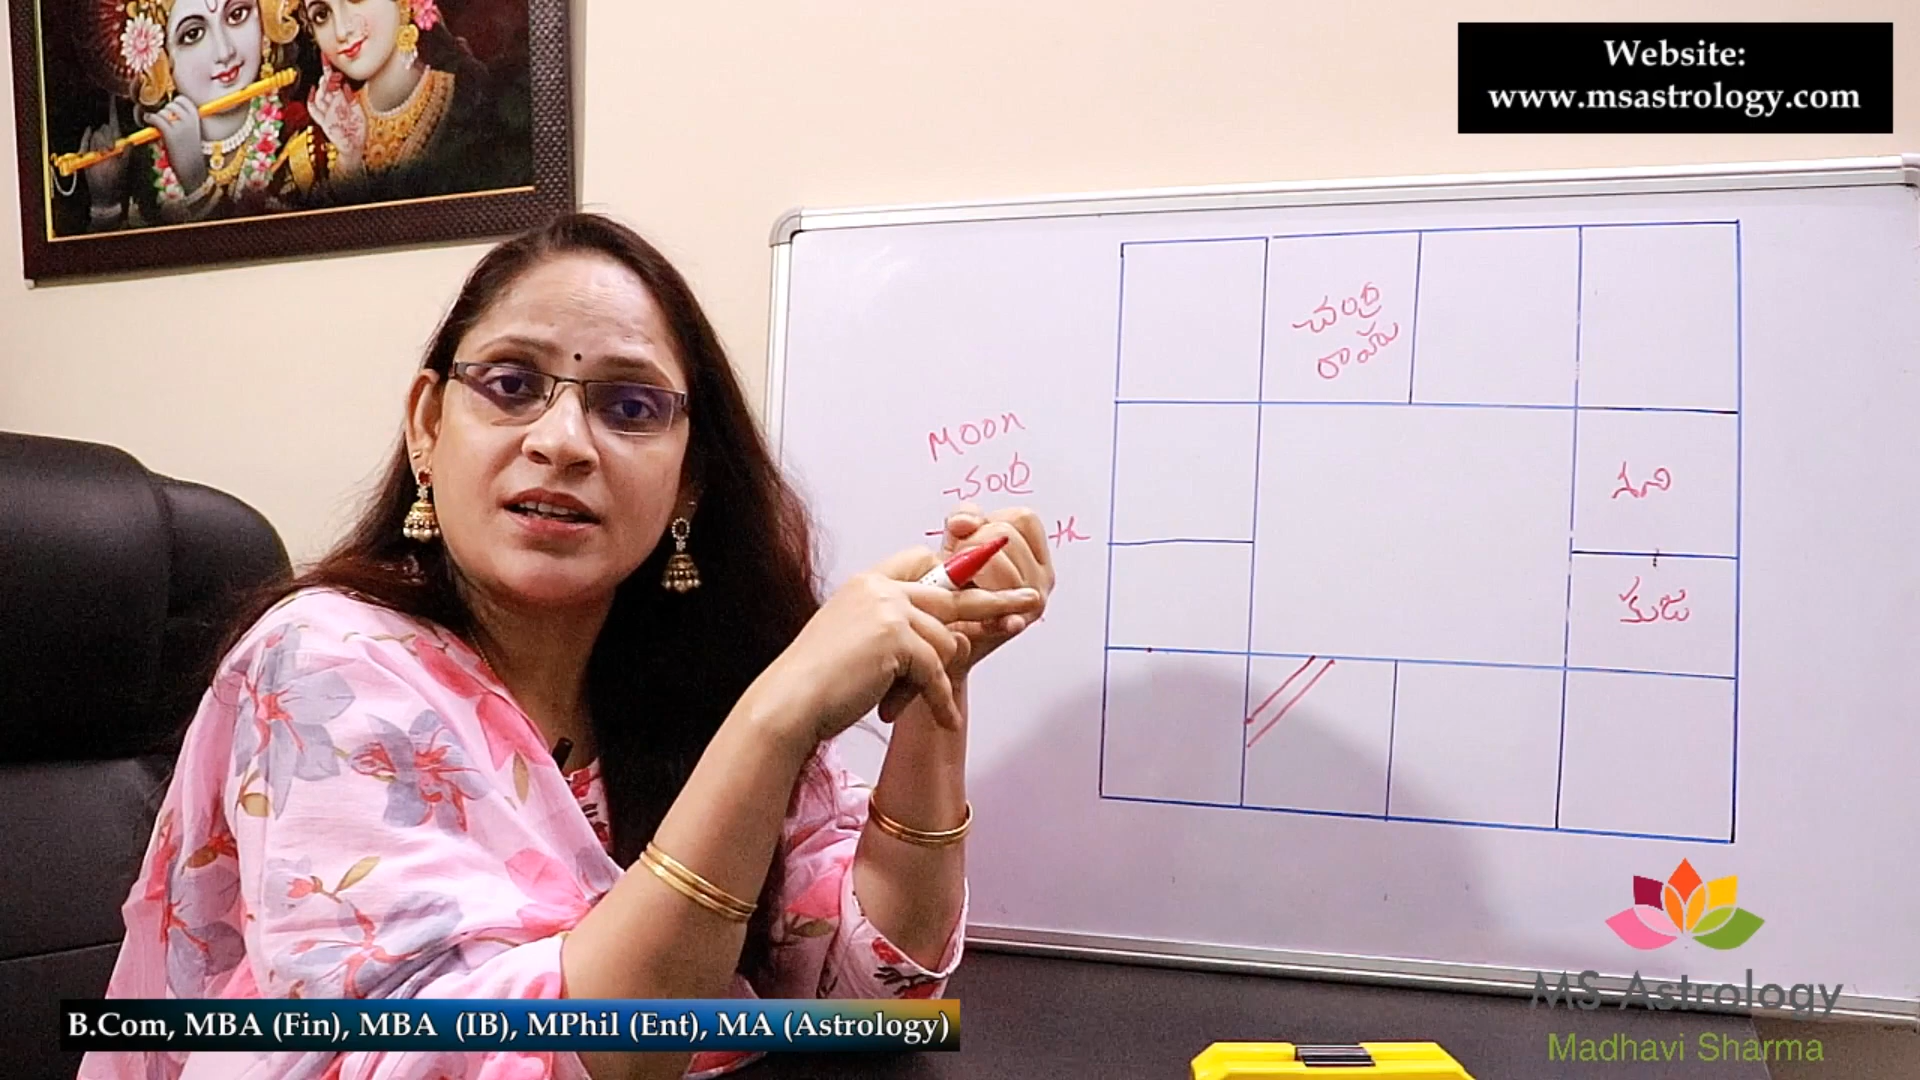 Website:
www.msastrology.com
చంద్ర
రాహు
Moon
చంద్ర
శని
కుజ
MS Astrology
Madhavi Sharma
B.Com, MBA (Fin), MBA (IB), MPhil (Ent), MA (Astrology)